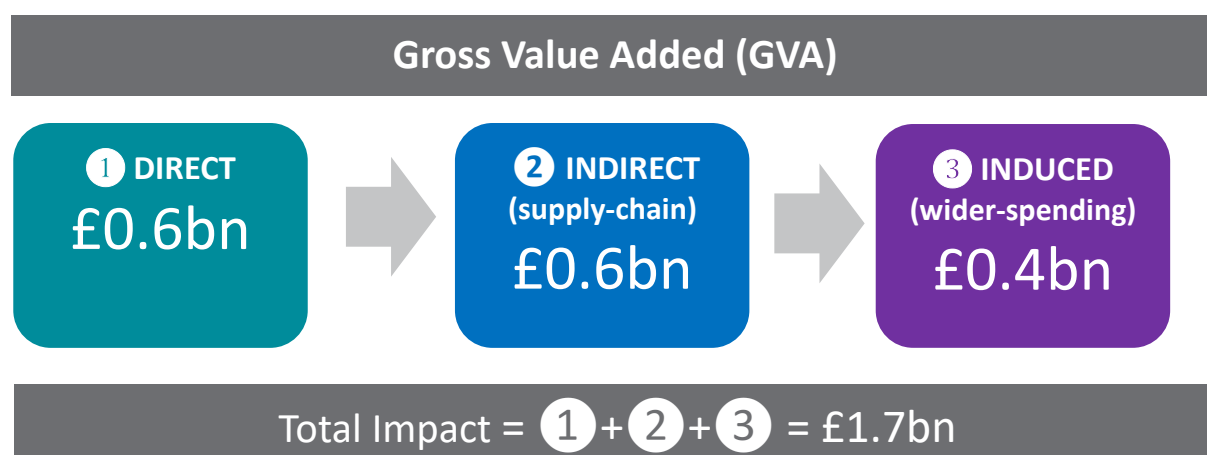 Gross Value Added (GVA)
1 DIRECT
£0.6bn
2 INDIRECT
(supply-chain)
£0.6bn
3 INDUCED
(wider-spending)
£0.4bn
Total Impact = 1+2+3 = £1.7bn